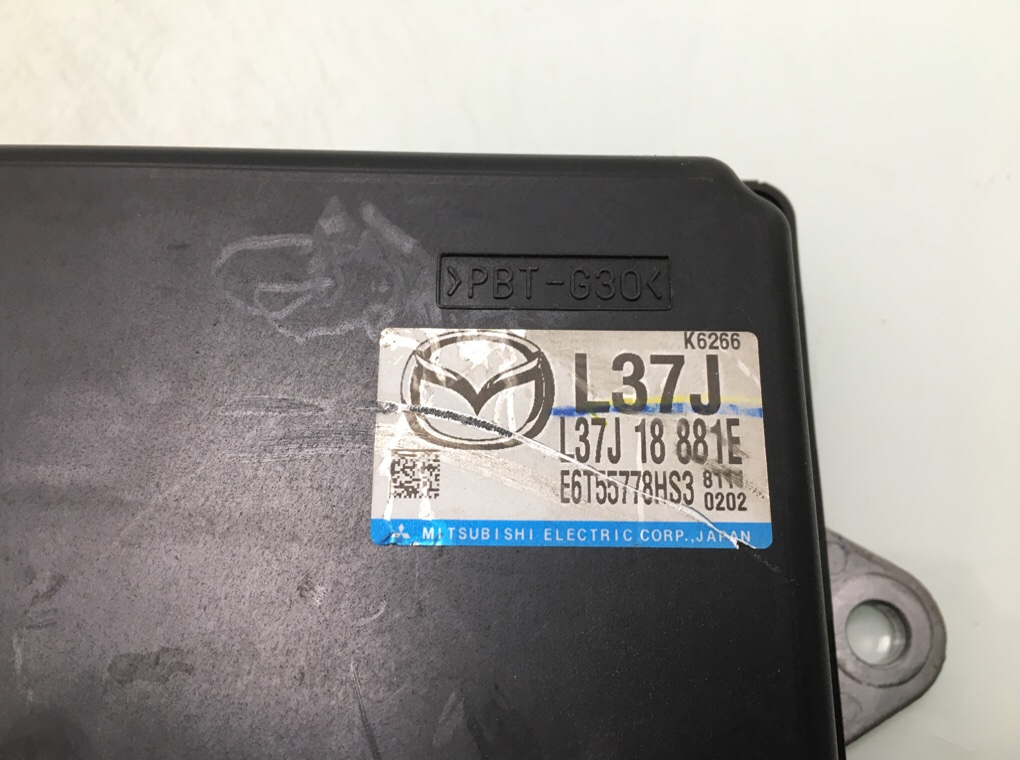 >PBT-G30<
K6266
L37J
L37J 18 881E
E6T55778HS3
0202
MITSUBISHI ELECTRIC CORP.,JAPAN